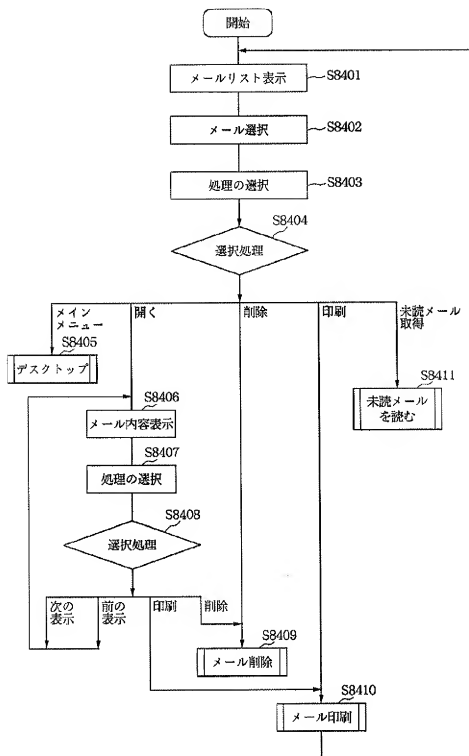 開始
メールリスト表示
S8401
メール選択
S8402
処理の選択
S8403
S8404
選択処理
メイン
メニュー
開く
削除
印刷
未読メール
取得
S8405
デスクトップ
S8411
未読メール
を読む
S8406
メール内容表示
S8407
処理の選択
S8408
選択処理
次の
表示
前の
表示
印刷
削除
S8409
メール削除
S8410
メール印刷